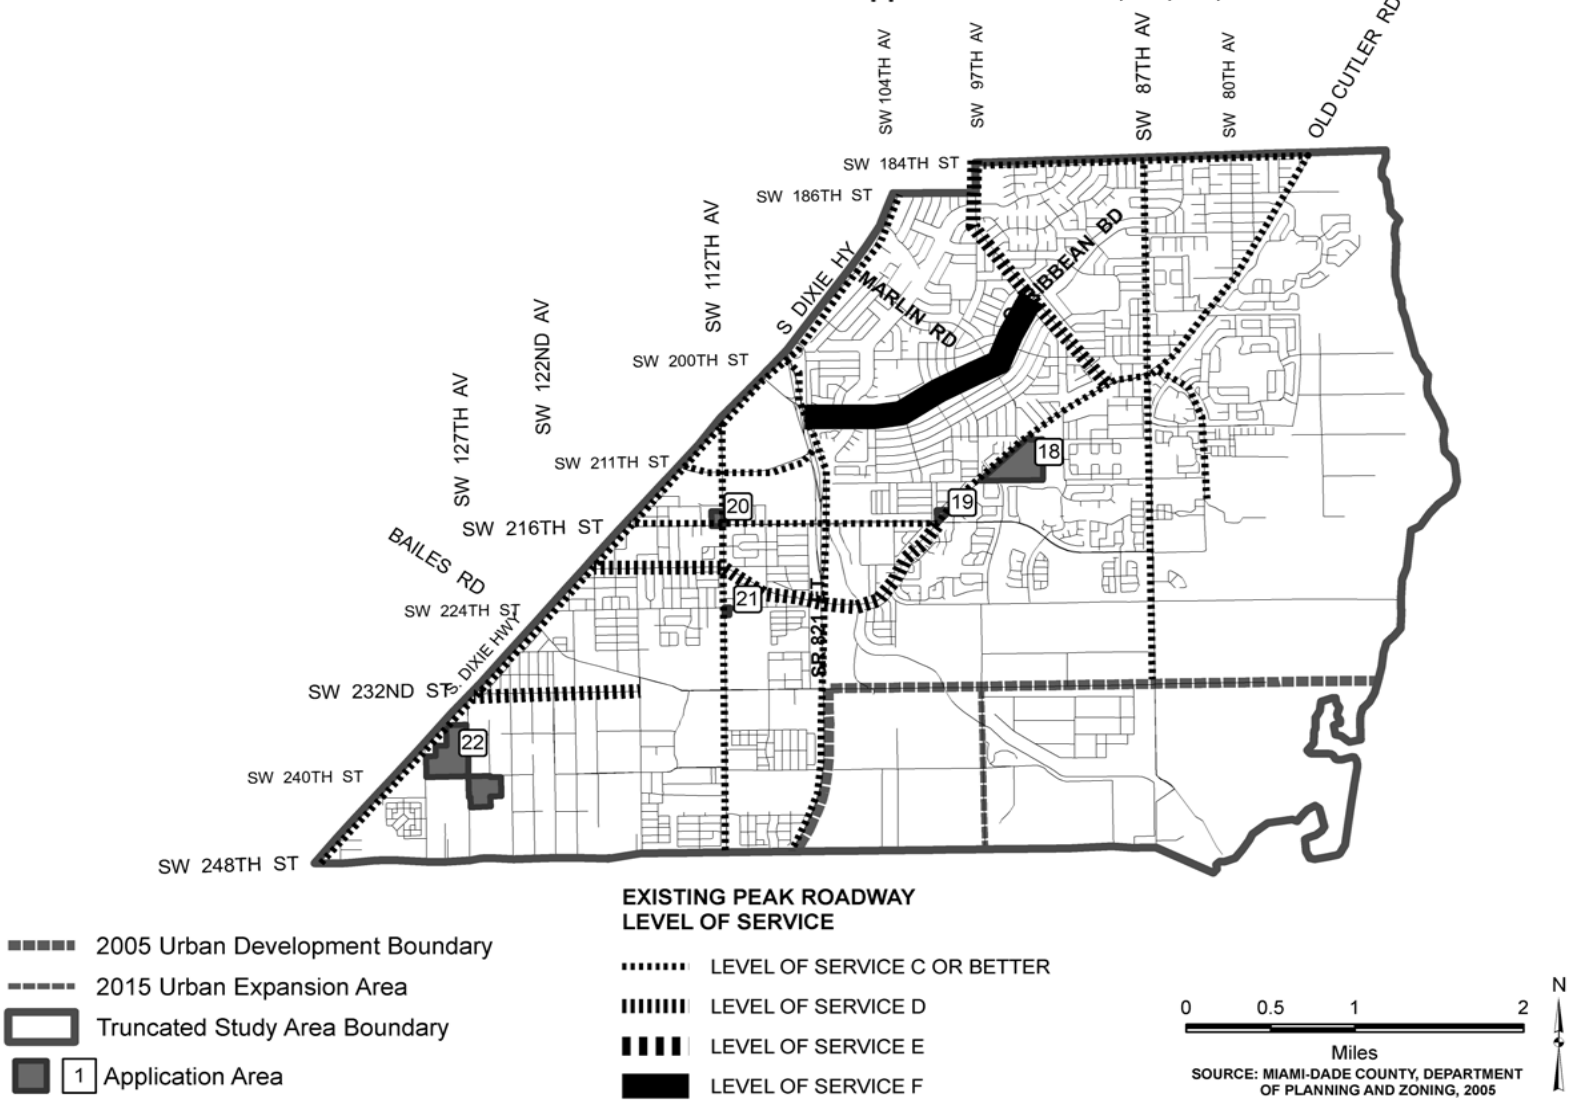 SW 104TH AV
SW 97TH AV
SW 87TH AV
SW 80TH AV
OLD CUTLER RD
SW 184TH ST
SW 186TH ST
SW 112TH AV
S DIXIE HY
MARLIN RD
IBBEAN BD
SW 200TH ST
SW 122ND AV
SW 127TH AV
SW 211TH ST
18
19
20
SW 216TH ST
BAILES RD
21
SW 224TH ST
S. DIXIE HWY
SR 821
SW 232ND ST
22
SW 240TH ST
SW 248TH ST
EXISTING PEAK ROADWAY
LEVEL OF SERVICE
2005 Urban Development Boundary
2015 Urban Expansion Area
Truncated Study Area Boundary
1 Application Area
LEVEL OF SERVICE C OR BETTER
LEVEL OF SERVICE D
LEVEL OF SERVICE E
LEVEL OF SERVICE F
N
0 0.5 1 2
Miles
SOURCE: MIAMI-DADE COUNTY, DEPARTMENT
OF PLANNING AND ZONING, 2005